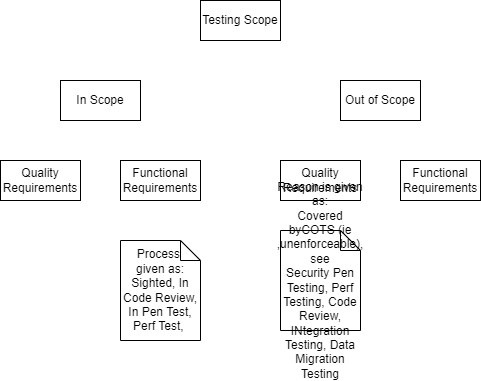 Testing Scope
In Scope
Out of Scope
Quality
Requirements
Functional
Requirements
Quality
Requirements
Functional
Requirements
Process
given as:
Sighted, In
Code Review,
In Pen Test,
Perf Test,
Reason is given
as:
Covered
byCOTS (ie
,unenforceable),
see
Security Pen
Testing, Perf
Testing, Code
Review,
INtegration
Testing, Data
Migration
Testing